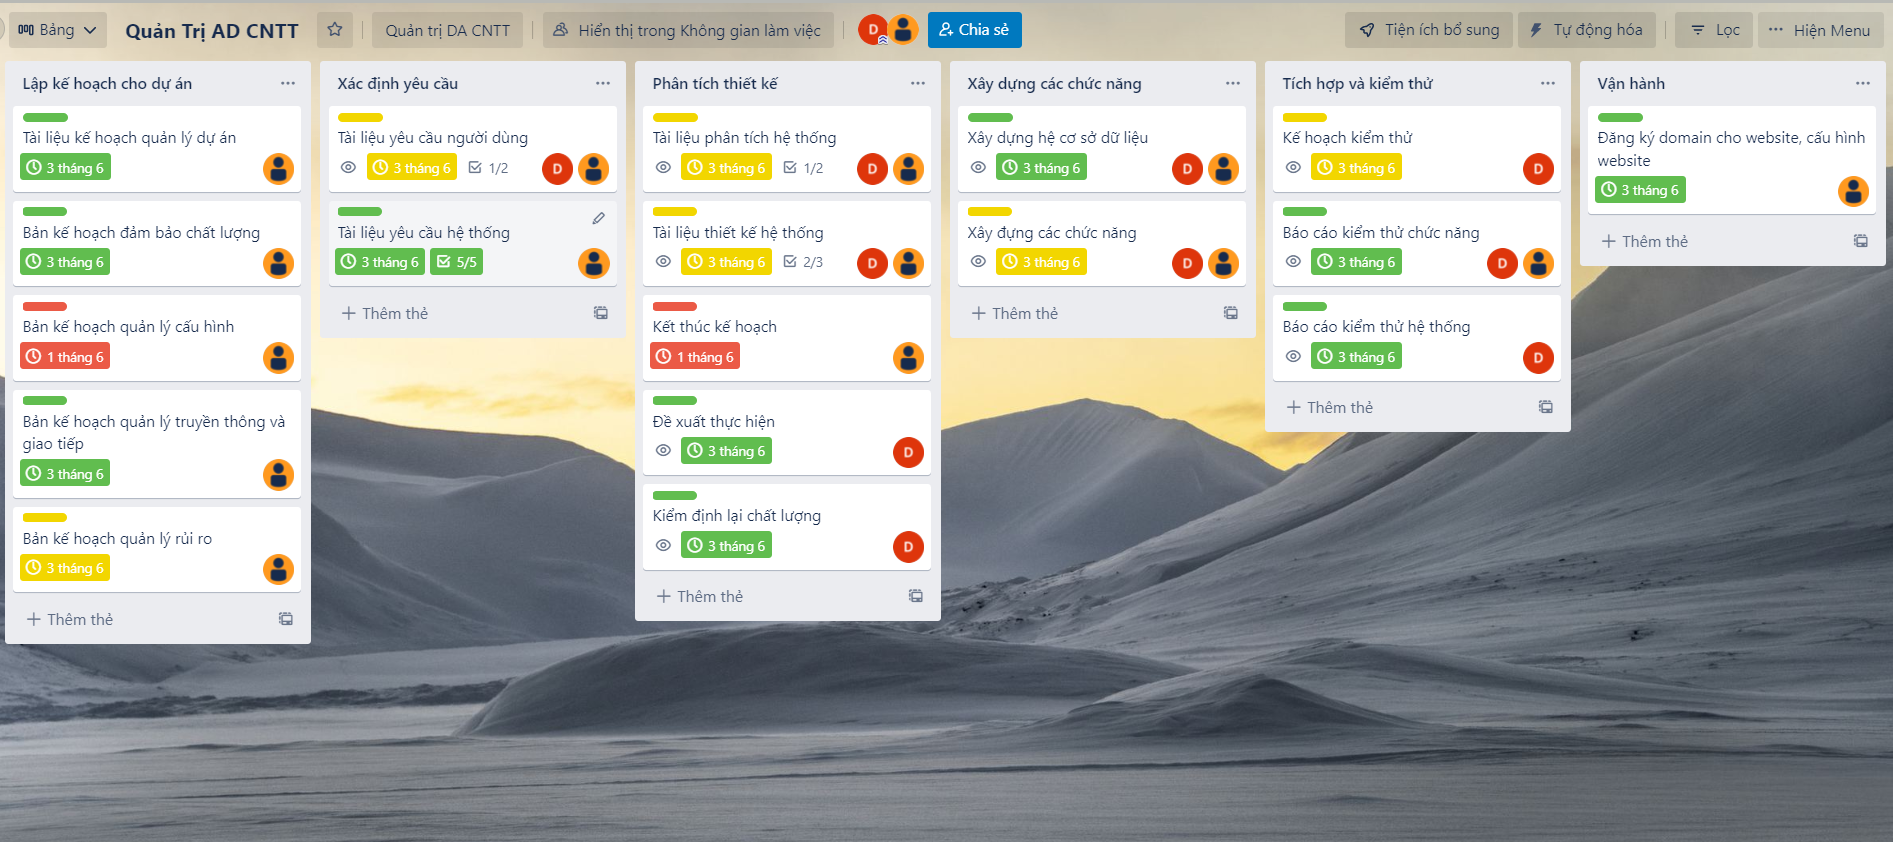 Bảng
Quản Trị AD CNTT
Quản trị DA CNTT
Hiển thị trong Không gian làm việc
D
Chia sẻ
Tiện ích bổ sung
Tự động hóa
Lọc
Hiện Menu
Lập kế hoạch cho dự án
Tài liệu kế hoạch quản lý dự án
3 tháng 6
Bản kế hoạch đảm bảo chất lượng
3 tháng 6
Bản kế hoạch quản lý cấu hình
1 tháng 6
Bản kế hoạch quản lý truyền thông và
giao tiếp
3 tháng 6
Bản kế hoạch quản lý rủi ro
3 tháng 6
Thêm thẻ
Xác định yêu cầu
Tài liệu yêu cầu người dùng
3 tháng 6 1/2 D
Tài liệu yêu cầu hệ thống
3 tháng 6 5/5
Thêm thẻ
Phân tích thiết kế
Tài liệu phân tích hệ thống
3 tháng 6 1/2 D
Tài liệu thiết kế hệ thống
3 tháng 6 2/3 D
Kết thúc kế hoạch
1 tháng 6
Đề xuất thực hiện
3 tháng 6 D
Kiểm định lại chất lượng
3 tháng 6 D
Thêm thẻ
Xây dựng các chức năng
Xây dựng hệ cơ sở dữ liệu
3 tháng 6 D
Xây đựng các chức năng
3 tháng 6 D
Thêm thẻ
Tích hợp và kiểm thử
Kế hoạch kiểm thử
3 tháng 6 D
Báo cáo kiểm thử chức năng
3 tháng 6 D
Báo cáo kiểm thử hệ thống
3 tháng 6 D
Thêm thẻ
Vận hành
Đăng ký domain cho website, cấu hình
website
3 tháng 6
Thêm thẻ